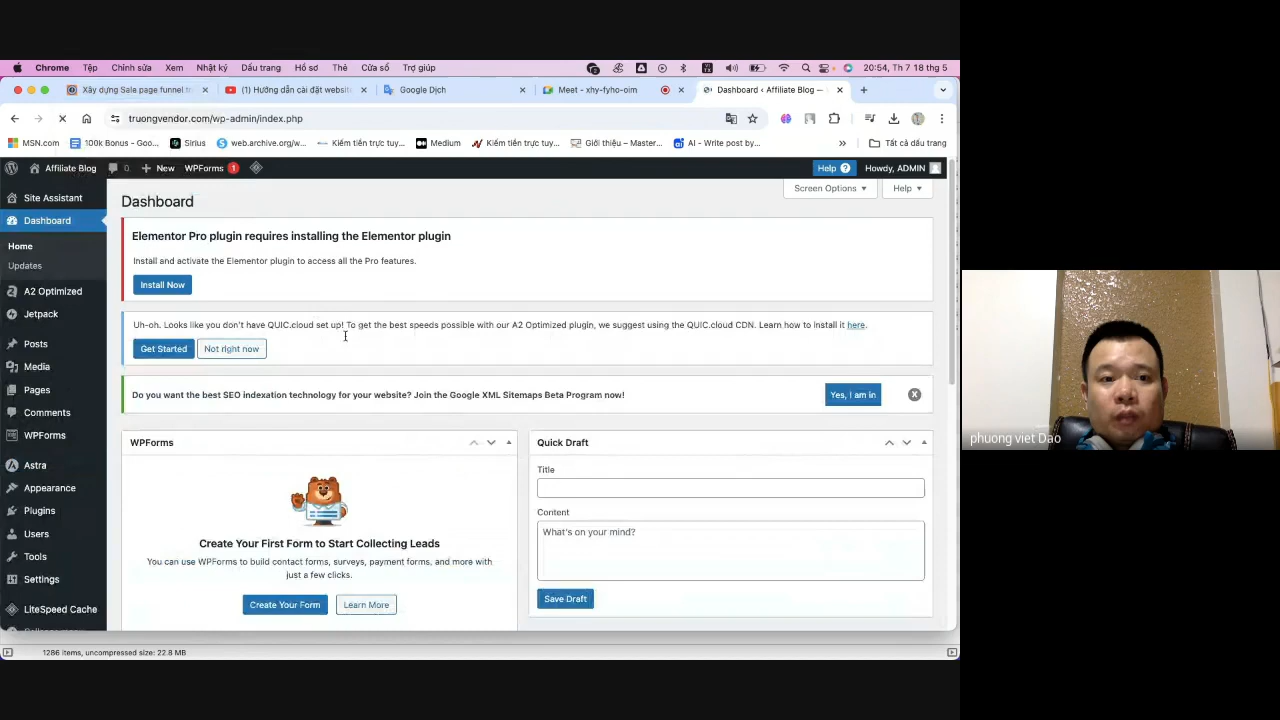 Chrome Tệp Chỉnh sửa Xem Nhật ký Dấu trang Hồ sơ Thẻ Cửa sổ Trợ giúp 20:54, Th 7 18 thg 5
Xây dựng Sale page funnel t (1) Hướng dẫn cài đặt websit Google Dịch Meet - xhy-fyho-oim Dashboard ‹ Affiliate Blog —
truongvendor.com/wp-admin/index.php
MSN.com 100k Bonus - Goo... Sirius web.archive.org/w... Kiếm tiền trực tuy... Medium Kiếm tiền trực tuy... Giới thiệu – Master... AI - Write post by... Tất cả dấu trang
Affiliate Blog 0 New WPForms 1 Help Howdy, ADMIN
Screen Options Help
Site Assistant
Dashboard
Home
Updates
A2 Optimized
Jetpack
Posts
Media
Pages
Comments
WPForms
Astra
Appearance
Plugins
Users
Tools
Settings
LiteSpeed Cache
Dashboard
Elementor Pro plugin requires installing the Elementor plugin
Install and activate the Elementor plugin to access all the Pro features.
Install Now
Uh-oh. Looks like you don't have QUIC.cloud set up! To get the best speeds possible with our A2 Optimized plugin, we suggest using the QUIC.cloud CDN. Learn how to install it here.
Get Started Not right now
Do you want the best SEO indexation technology for your website? Join the Google XML Sitemaps Beta Program now! Yes, I am in
WPForms
Create Your First Form to Start Collecting Leads
You can use WPForms to build contact forms, surveys, payment forms, and more with
just a few clicks.
Create Your Form Learn More
Quick Draft
Title
Content
What's on your mind?
Save Draft
1286 items, uncompressed size: 22.8 MB
phuong viet Dao